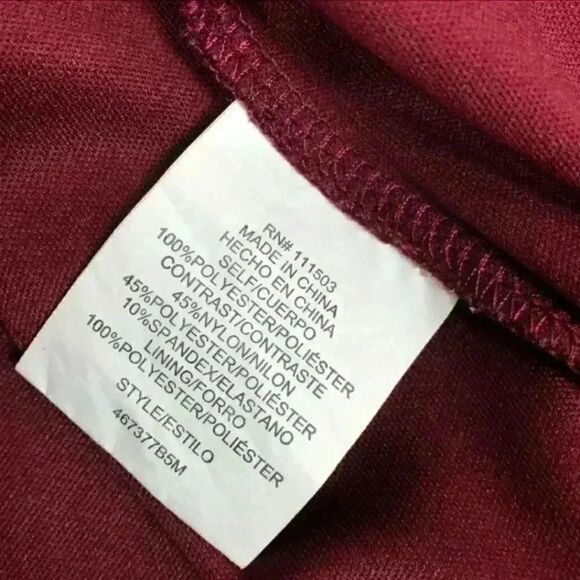 RN# 111503
MADE IN CHINA
HECHO EN CHINA
SELF/CUERPO
100%POLYESTER/POLIÉSTER
CONTRAST/CONTRASTE
45%NYLON/NILON
45%POLYESTER/POLIÉSTER
10%SPANDEX/ELASTANO
LINING/FORRO
100%POLYESTER/POLIÉSTER
STYLE/ESTILO
467377B5M